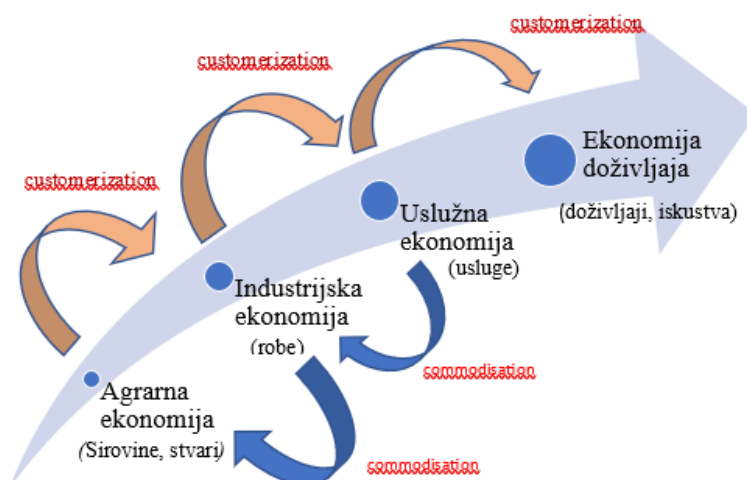 customerization
customerization
customerization
Ekonomija
doživljaja
(doživljaji, iskustva)
Uslužna
ekonomija
(usluge)
Industrijska
ekonomija
(robe)
commodisation
Agrarna
ekonomija
(Sirovine, stvari)
commodisation